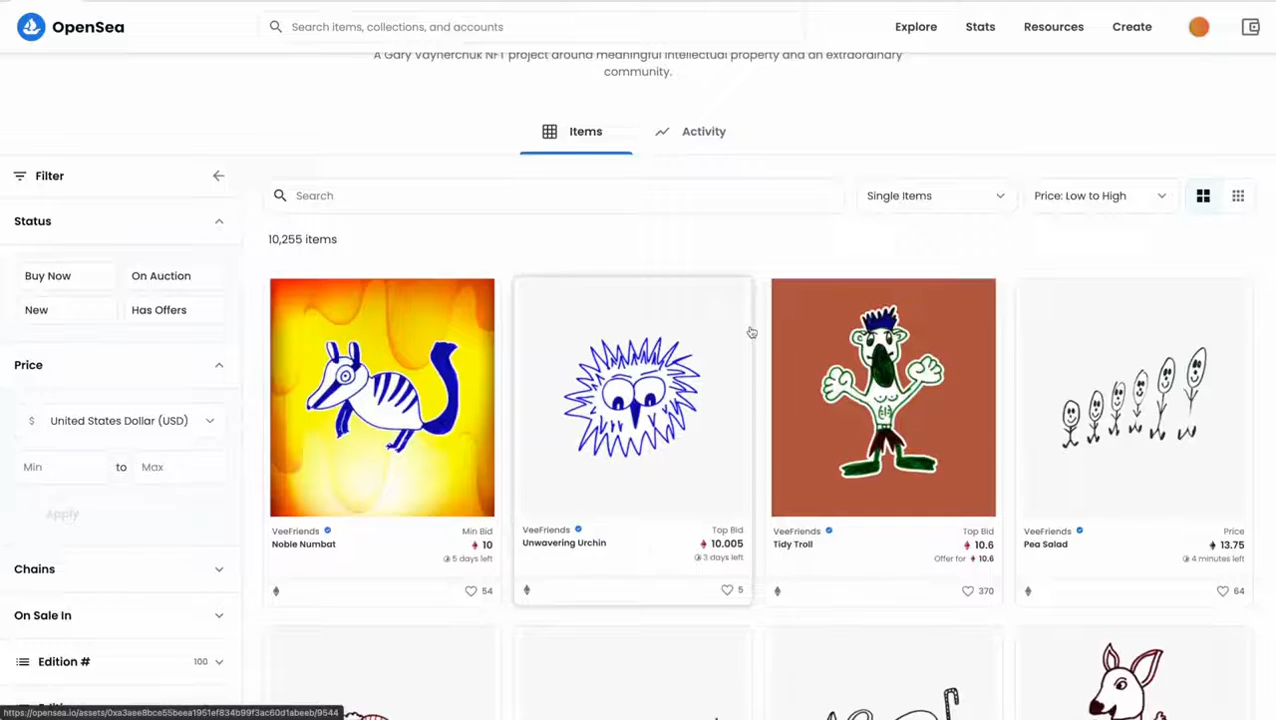 OpenSea
Search items, collections, and accounts
Explore
Stats
Resources
Create
A Gary Vaynerchuk NFT project around meaningful intellectual property and an extraordinary
community.
Items
Activity
Filter
Search
Single Items
Price: Low to High
Status
10,255 items
Buy Now
On Auction
New
Has Offers
Price
$ United States Dollar (USD)
Min
to
Max
Apply
Chains
On Sale In
Edition #
100
VeeFriends
Min Bid
Noble Numbat
10
5 days left
54
VeeFriends
Top Bid
Unwavering Urchin
10.005
3 days left
5
VeeFriends
Top Bid
Tidy Troll
10.6
Offer for 10.6
370
VeeFriends
Price
Pea Salad
13.75
4 minutes left
64
https://opensea.io/assets/0xa3aee8bce55beea1951ef834b99f3ac60d1abeeb/9544